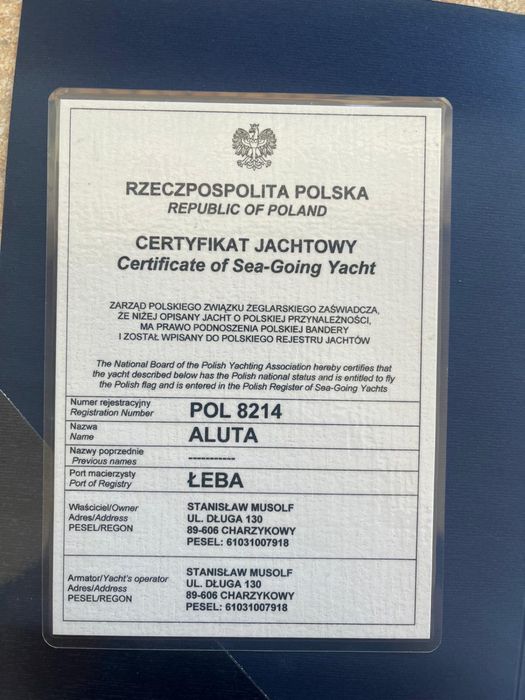 RZECZPOSPOLITA POLSKA
REPUBLIC OF POLAND
CERTYFIKAT JACHTOWY
Certificate of Sea-Going Yacht
ZARZĄD POLSKIEGO ZWIĄZKU ŻEGLARSKIEGO ZAŚWIADCZA,
ŻE NIŻEJ OPISANY JACHT O POLSKIEJ PRZYNALEŻNOŚCI,
MA PRAWO PODNOSZENIA POLSKIEJ BANDERY
I ZOSTAŁ WPISANY DO POLSKIEGO REJESTRU JACHTÓW
The National Board of the Polish Yachting Association hereby certifies that
the yacht described below has the Polish national status and is entitled to fly
the Polish flag and is entered in the Polish Register of Sea-Going Yachts
Numer rejestracyjny
Registration Number
POL 8214
Nazwa
Name
ALUTA
Nazwy poprzednie
Previous names
-----------
Port macierzysty
Port of Registry
ŁEBA
Właściciel/Owner
Adres/Address
PESEL/REGON
STANISŁAW MUSOLF
UL. DŁUGA 130
89-606 CHARZYKOWY
PESEL: 61031007918
Armator/Yacht's operator
Adres/Address
PESEL/REGON
STANISŁAW MUSOLF
UL. DŁUGA 130
89-606 CHARZYKOWY
PESEL: 61031007918